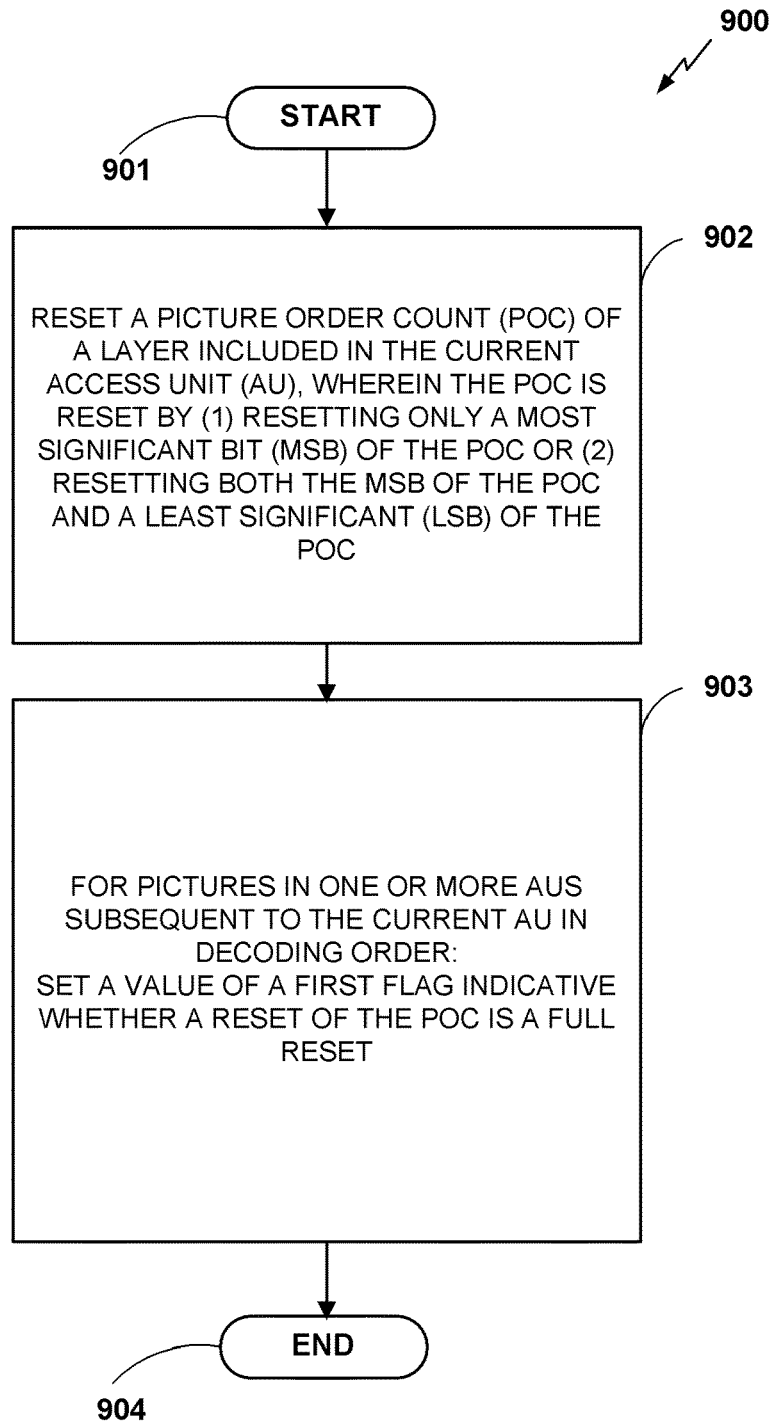 900
START
901
902
RESET A PICTURE ORDER COUNT (POC) OF
A LAYER INCLUDED IN THE CURRENT
ACCESS UNIT (AU), WHEREIN THE POC IS
RESET BY (1) RESETTING ONLY A MOST
SIGNIFICANT BIT (MSB) OF THE POC OR (2)
RESETTING BOTH THE MSB OF THE POC
AND A LEAST SIGNIFICANT (LSB) OF THE
POC
903
FOR PICTURES IN ONE OR MORE AUS
SUBSEQUENT TO THE CURRENT AU IN
DECODING ORDER:
SET A VALUE OF A FIRST FLAG INDICATIVE
WHETHER A RESET OF THE POC IS A FULL
RESET
END
904